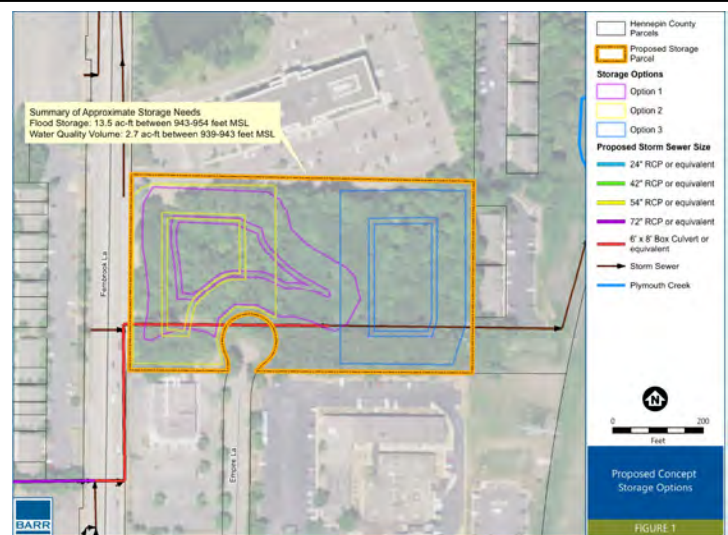 Summary of Approximate Storage Needs
Flood Storage: 13.5 ac-ft between 943-954 feet MSL
Water Quality Volume: 2.7 ac-ft between 939-943 feet MSL
Fernbrook La
Empire La
Hennepin County
Parcels
Proposed Storage
Parcel
Storage Options
Option 1
Option 2
Option 3
Proposed Storm Sewer Size
24" RCP or equivalent
42" RCP or equivalent
54" RCP or equivalent
72" RCP or equivalent
6' x 8' Box Culvert or
equivalent
Storm Sewer
Plymouth Creek
N
0 200
Feet
Proposed Concept
Storage Options
FIGURE 1
BARR